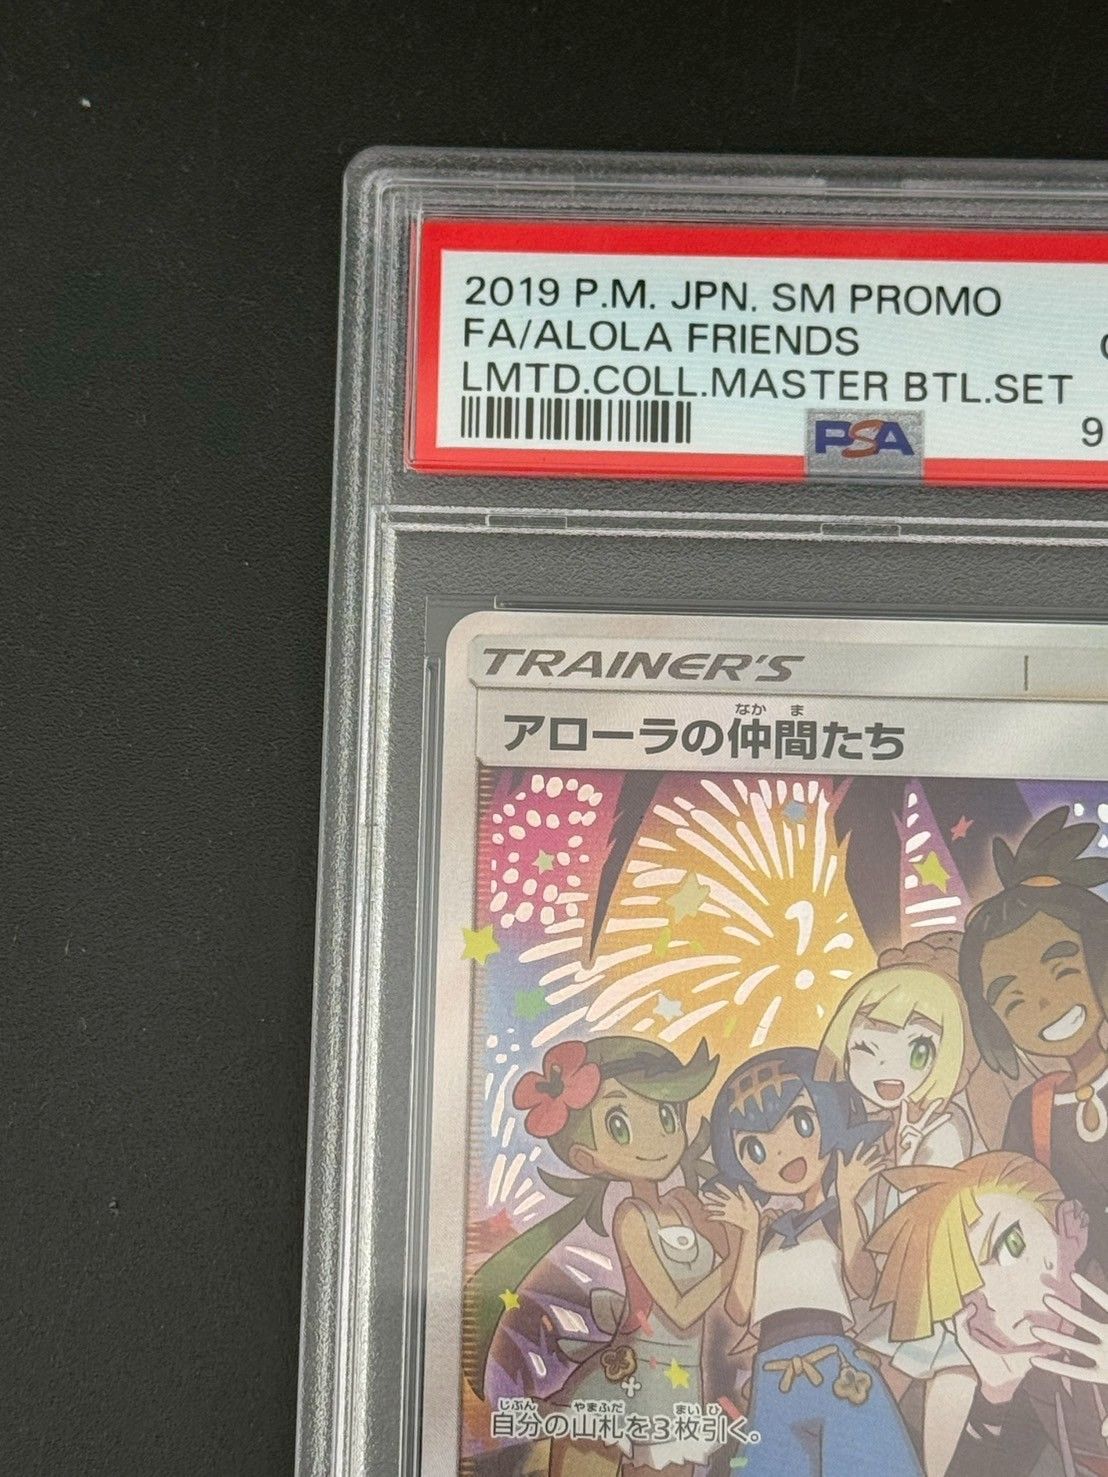 2019 P.M. JPN. SM PROMO
FA/ALOLA FRIENDS
LMTD.COLL.MASTER BTL.SET
9
PSA
TRAINER'S
なか ま
アローラの仲間たち
じぶん やまふだ まい ひ
自分の山札を3枚引く。